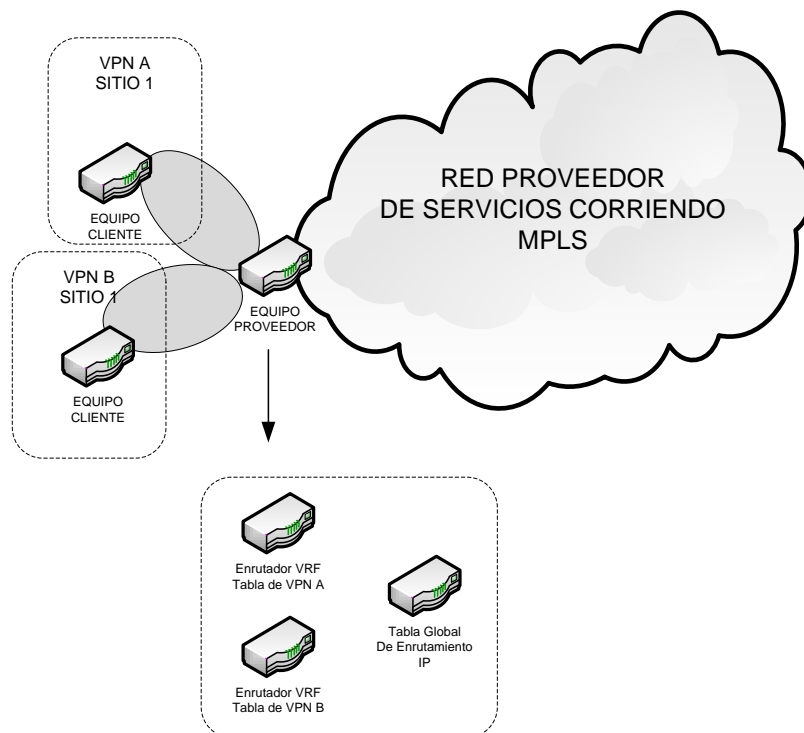 VPN A
SITIO 1
EQUIPO
CLIENTE
VPN B
SITIO 1
EQUIPO
CLIENTE
EQUIPO
PROVEEDOR
RED PROVEEDOR
DE SERVICIOS CORRIENDO
MPLS
Enrutador VRF
Tabla de VPN A
Enrutador VRF
Tabla de VPN B
Tabla Global
De Enrutamiento
IP